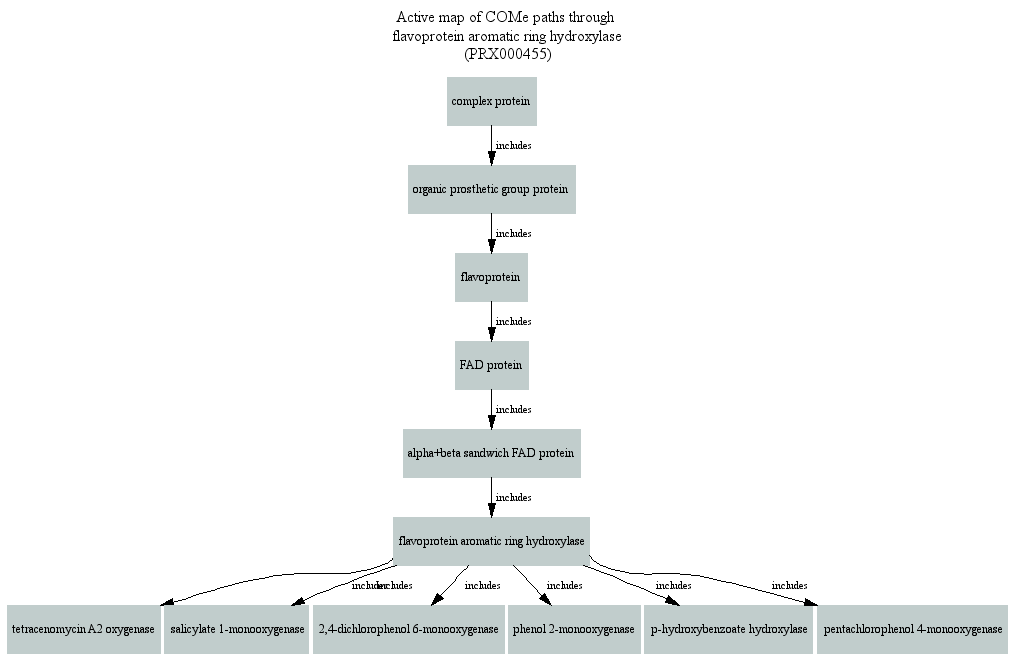 Active map of COMe paths through
flavoprotein aromatic ring hydroxylase
(PRX000455)
complex protein
includes
organic prosthetic group protein
includes
flavoprotein
includes
FAD protein
includes
alpha+beta sandwich FAD protein
includes
flavoprotein aromatic ring hydroxylase
includes includes includes includes includes includes
tetracenomycin A2 oxygenase salicylate 1-monooxygenase 2,4-dichlorophenol 6-monooxygenase phenol 2-monooxygenase p-hydroxybenzoate hydroxylase pentachlorophenol 4-monooxygenase